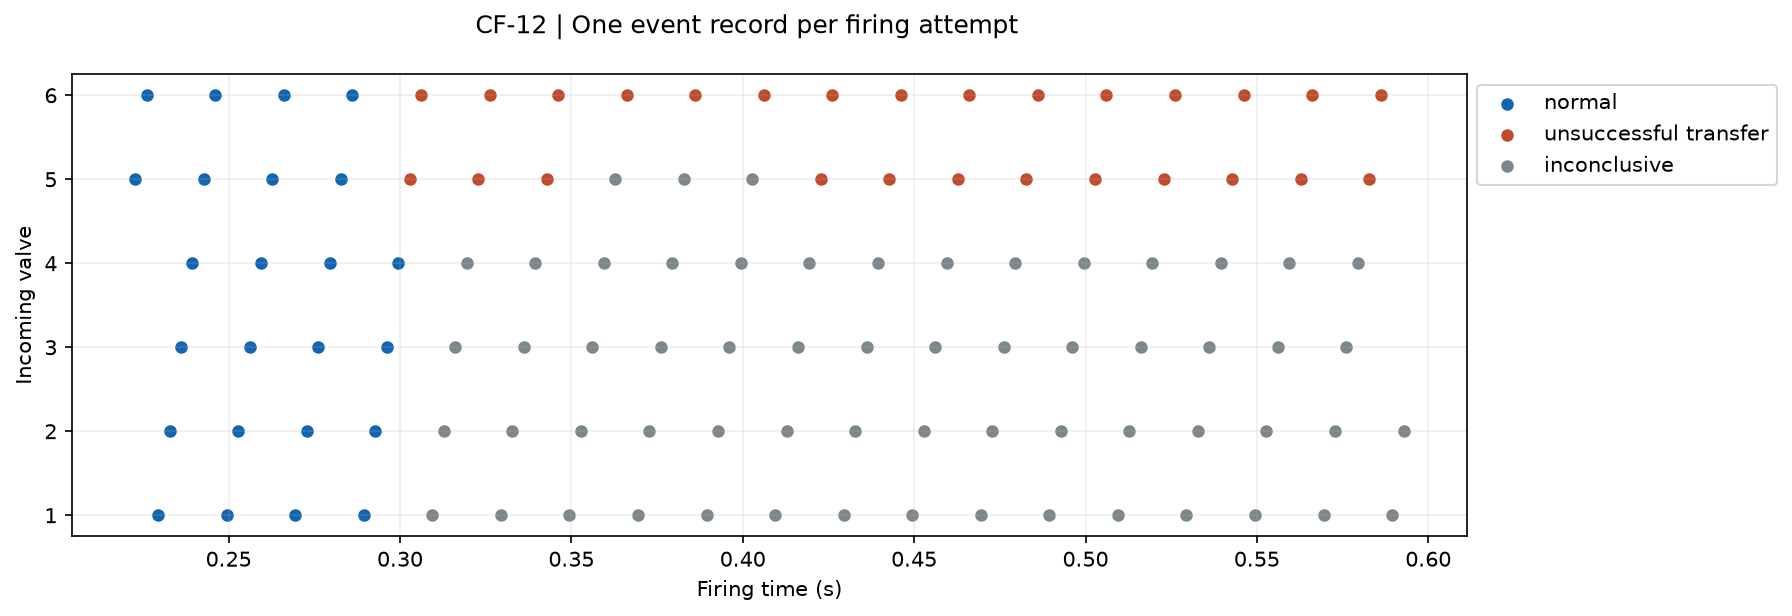 CF-12 | One event record per firing attempt
6
5
4
3
2
1
Incoming valve
0.25 0.30 0.35 0.40 0.45 0.50 0.55 0.60
Firing time (s)
normal
unsuccessful transfer
inconclusive